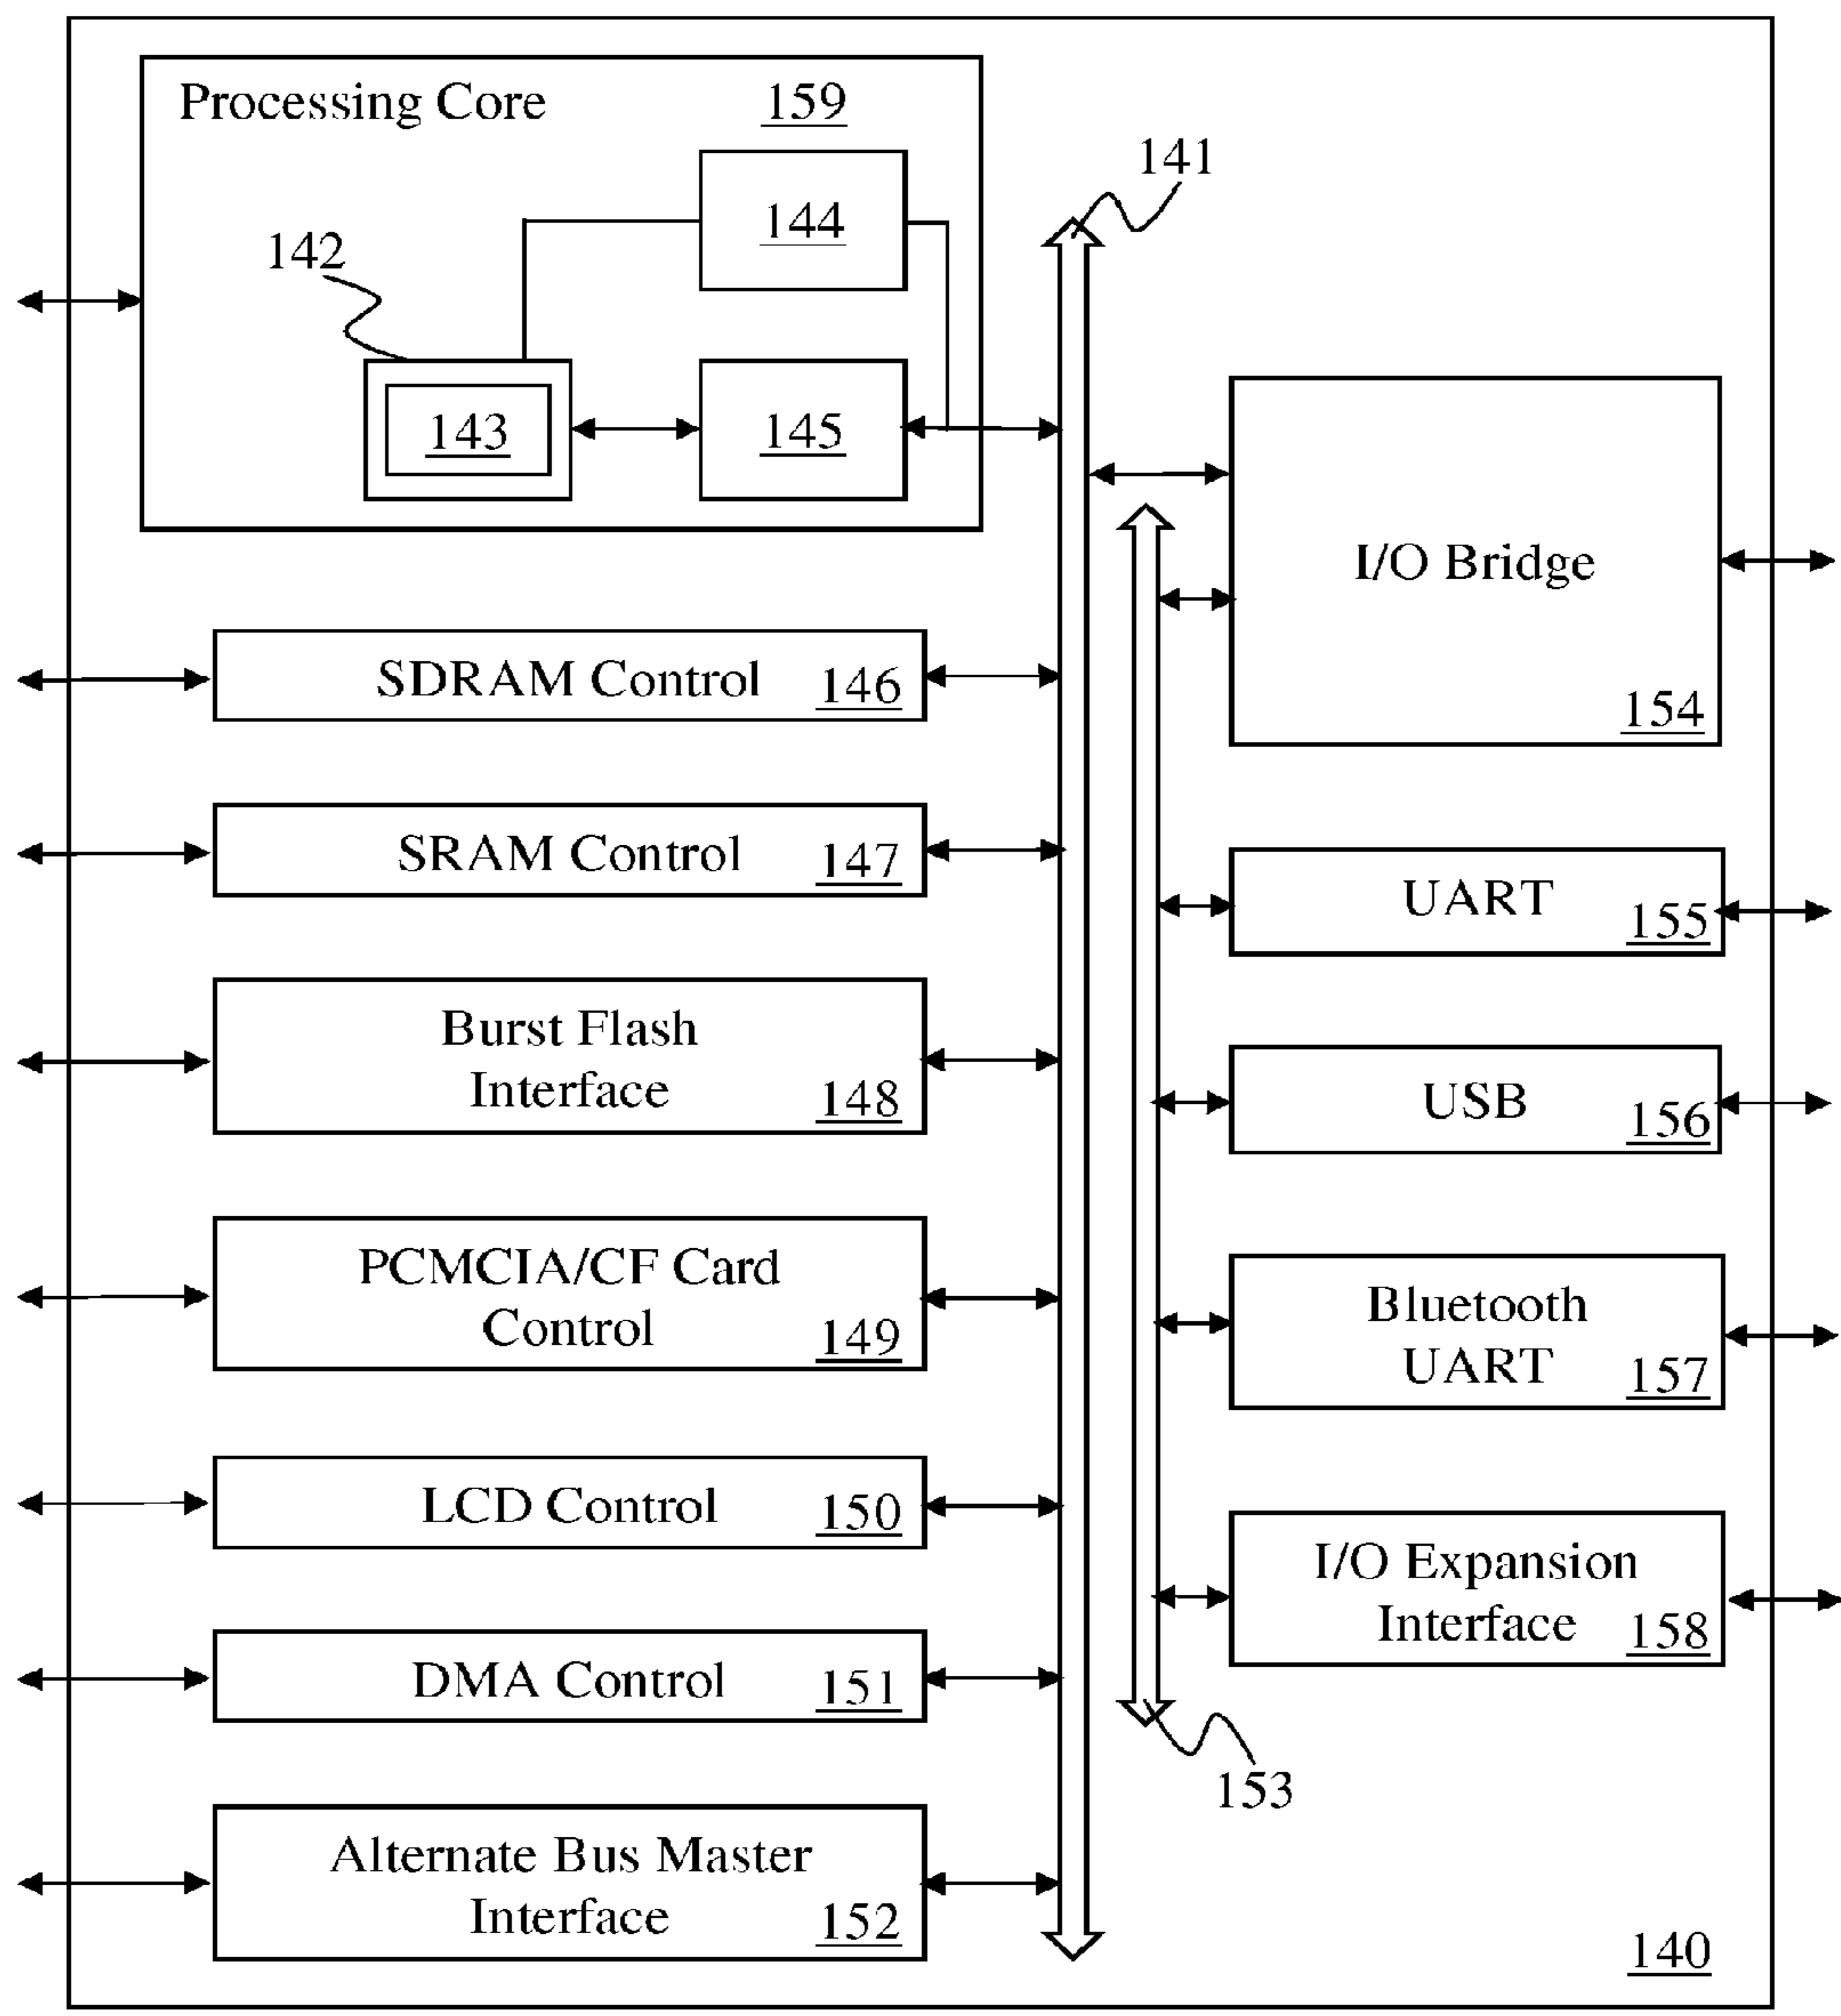 Processing Core 159
141
144
142
143
145
I/O Bridge
154
SDRAM Control 146
SRAM Control 147
UART 155
Burst Flash
Interface 148
USB 156
PCMCIA/CF Card
Control 149
Bluetooth
UART 157
LCD Control 150
I/O Expansion
Interface 158
DMA Control 151
153
Alternate Bus Master
Interface 152
140